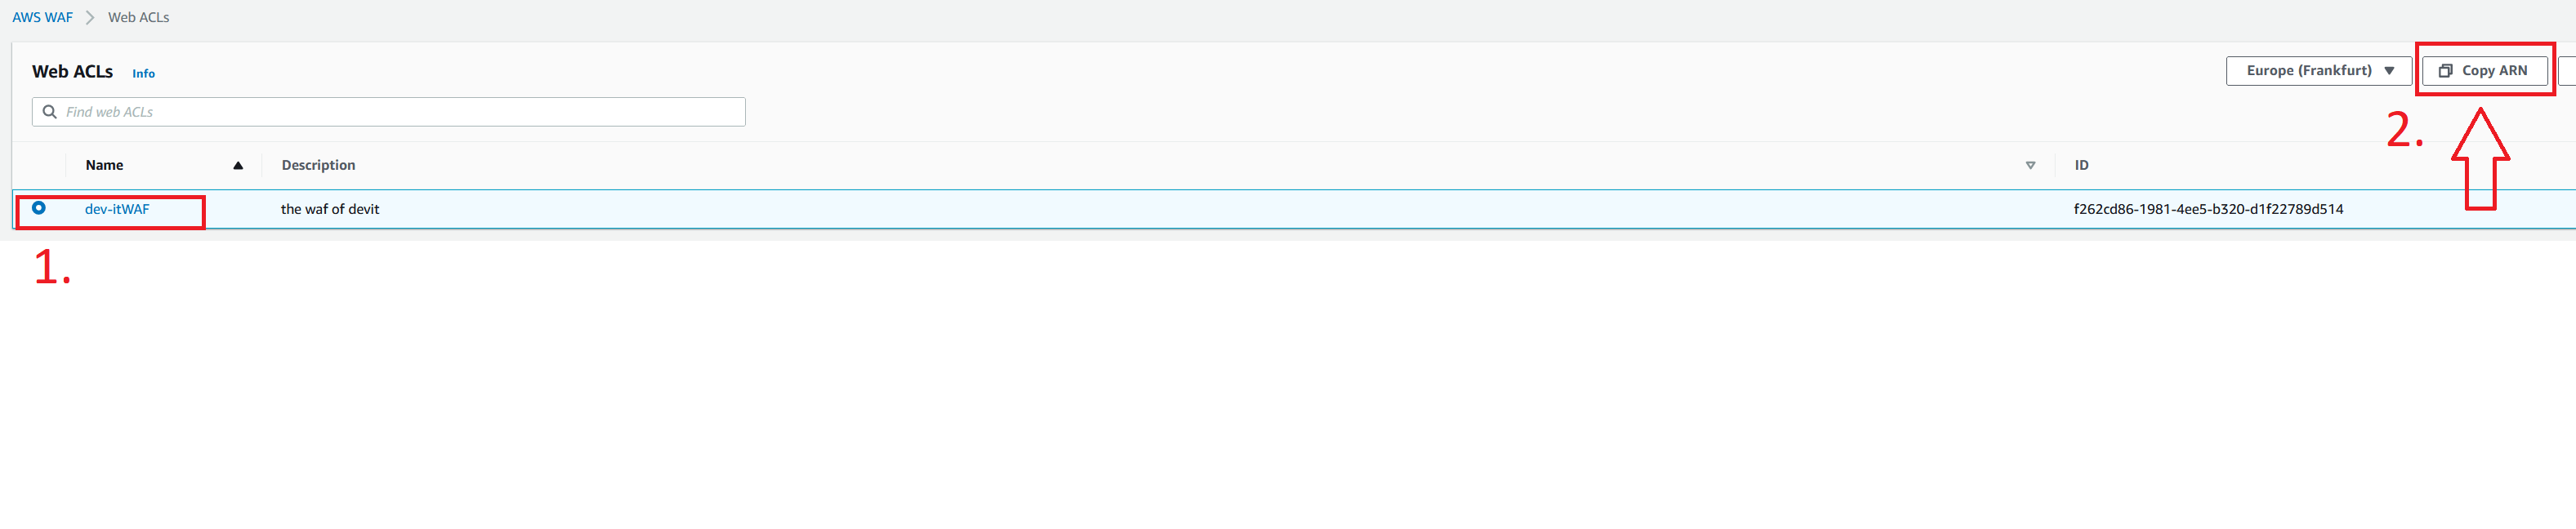 AWS WAF > Web ACLs
Web ACLs Info
Europe (Frankfurt) Copy ARN
Find web ACLs
2.
Name Description ID
dev-itWAF the waf of devit f262cd86-1981-4ee5-b320-d1f22789d514
1.